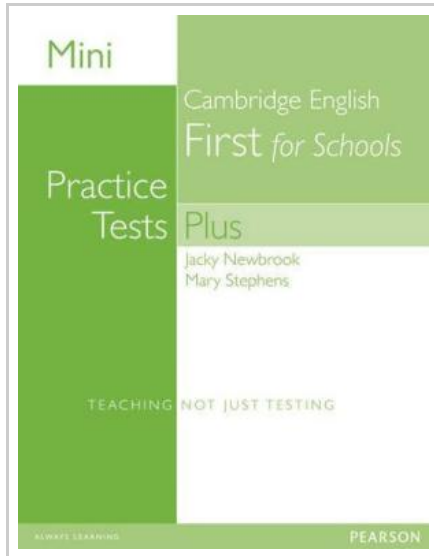 Mini
Cambridge English
First for Schools
Practice
Tests Plus
Jacky Newbrook
Mary Stephens
TEACHING NOT JUST TESTING
ALWAYS LEARNING
PEARSON